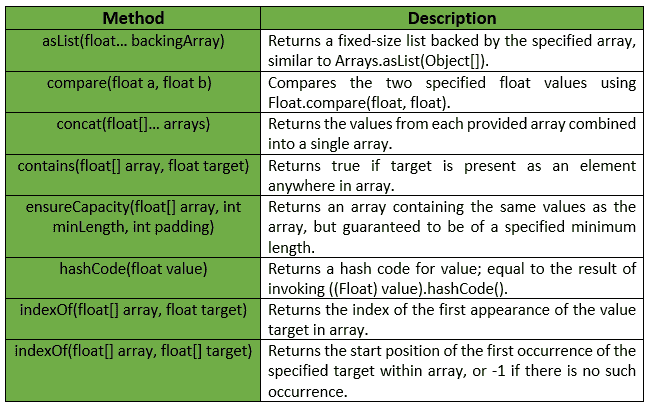 Method
Description
asList(float... backingArray)
Returns a fixed-size list backed by the specified array,
similar to Arrays.asList(Object[]).
compare(float a, float b)
Compares the two specified float values using
Float.compare(float, float).
concat(float[]... arrays)
Returns the values from each provided array combined
into a single array.
contains(float[] array, float target)
Returns true if target is present as an element
anywhere in array.
ensureCapacity(float[] array, int
minLength, int padding)
Returns an array containing the same values as the
array, but guaranteed to be of a specified minimum
length.
hashCode(float value)
Returns a hash code for value; equal to the result of
invoking ((Float) value).hashCode().
indexOf(float[] array, float target)
Returns the index of the first appearance of the value
target in array.
indexOf(float[] array, float[] target)
Returns the start position of the first occurrence of the
specified target within array, or -1 if there is no such
occurrence.